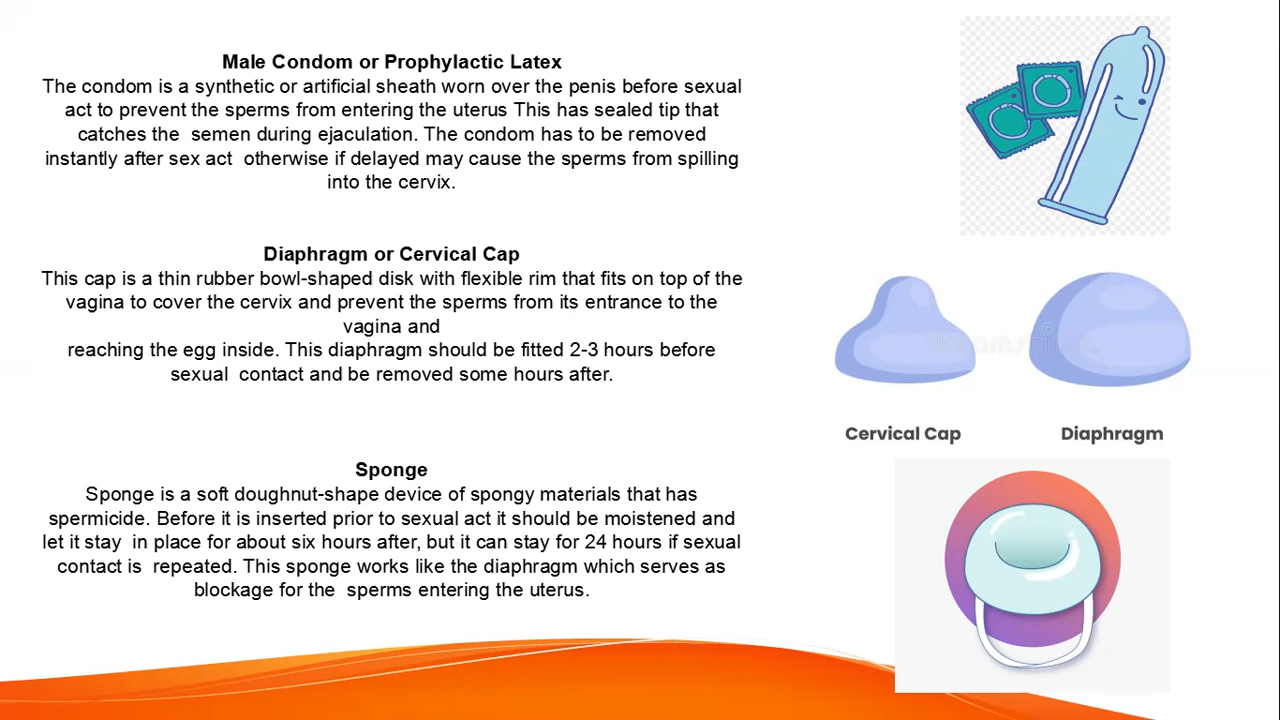 Male Condom or Prophylactic Latex
The condom is a synthetic or artificial sheath worn over the penis before sexual
act to prevent the sperms from entering the uterus This has sealed tip that
catches the semen during ejaculation. The condom has to be removed
instantly after sex act otherwise if delayed may cause the sperms from spilling
into the cervix.
Diaphragm or Cervical Cap
This cap is a thin rubber bowl-shaped disk with flexible rim that fits on top of the
vagina to cover the cervix and prevent the sperms from its entrance to the
vagina and
reaching the egg inside. This diaphragm should be fitted 2-3 hours before
sexual contact and be removed some hours after.
Cervical Cap
Diaphragm
Sponge
Sponge is a soft doughnut-shape device of spongy materials that has
spermicide. Before it is inserted prior to sexual act it should be moistened and
let it stay in place for about six hours after, but it can stay for 24 hours if sexual
contact is repeated. This sponge works like the diaphragm which serves as
blockage for the sperms entering the uterus.